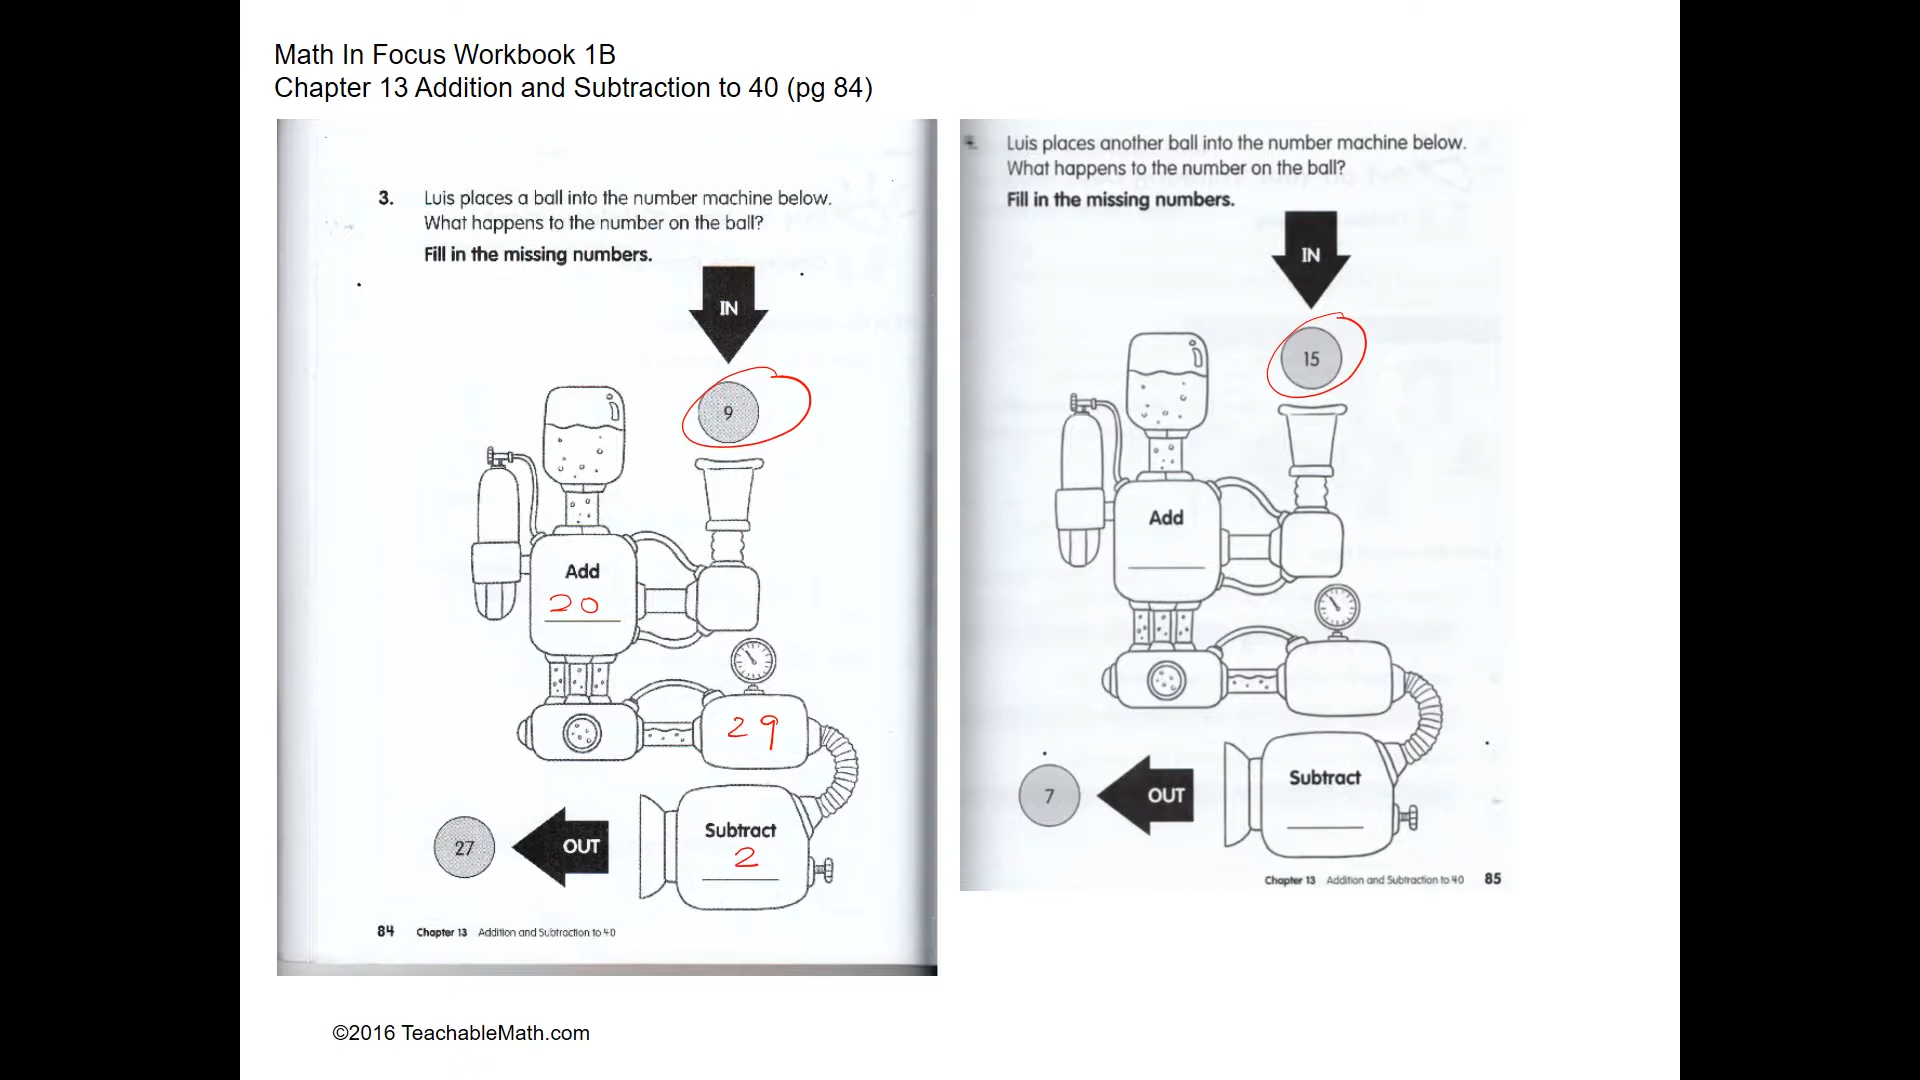 Math In Focus Workbook 1B
Chapter 13 Addition and Subtraction to 40 (pg 84)
3. Luis places a ball into the number machine below.
What happens to the number on the ball?
Fill in the missing numbers.
IN
9
Add
20
29
Subtract
2
OUT
27
84 Chapter 13 Addition and Subtraction to 40
Luis places another ball into the number machine below.
What happens to the number on the ball?
Fill in the missing numbers.
IN
15
Add
Subtract
OUT
7
Chapter 13 Addition and Subtraction to 40 85
©2016 TeachableMath.com